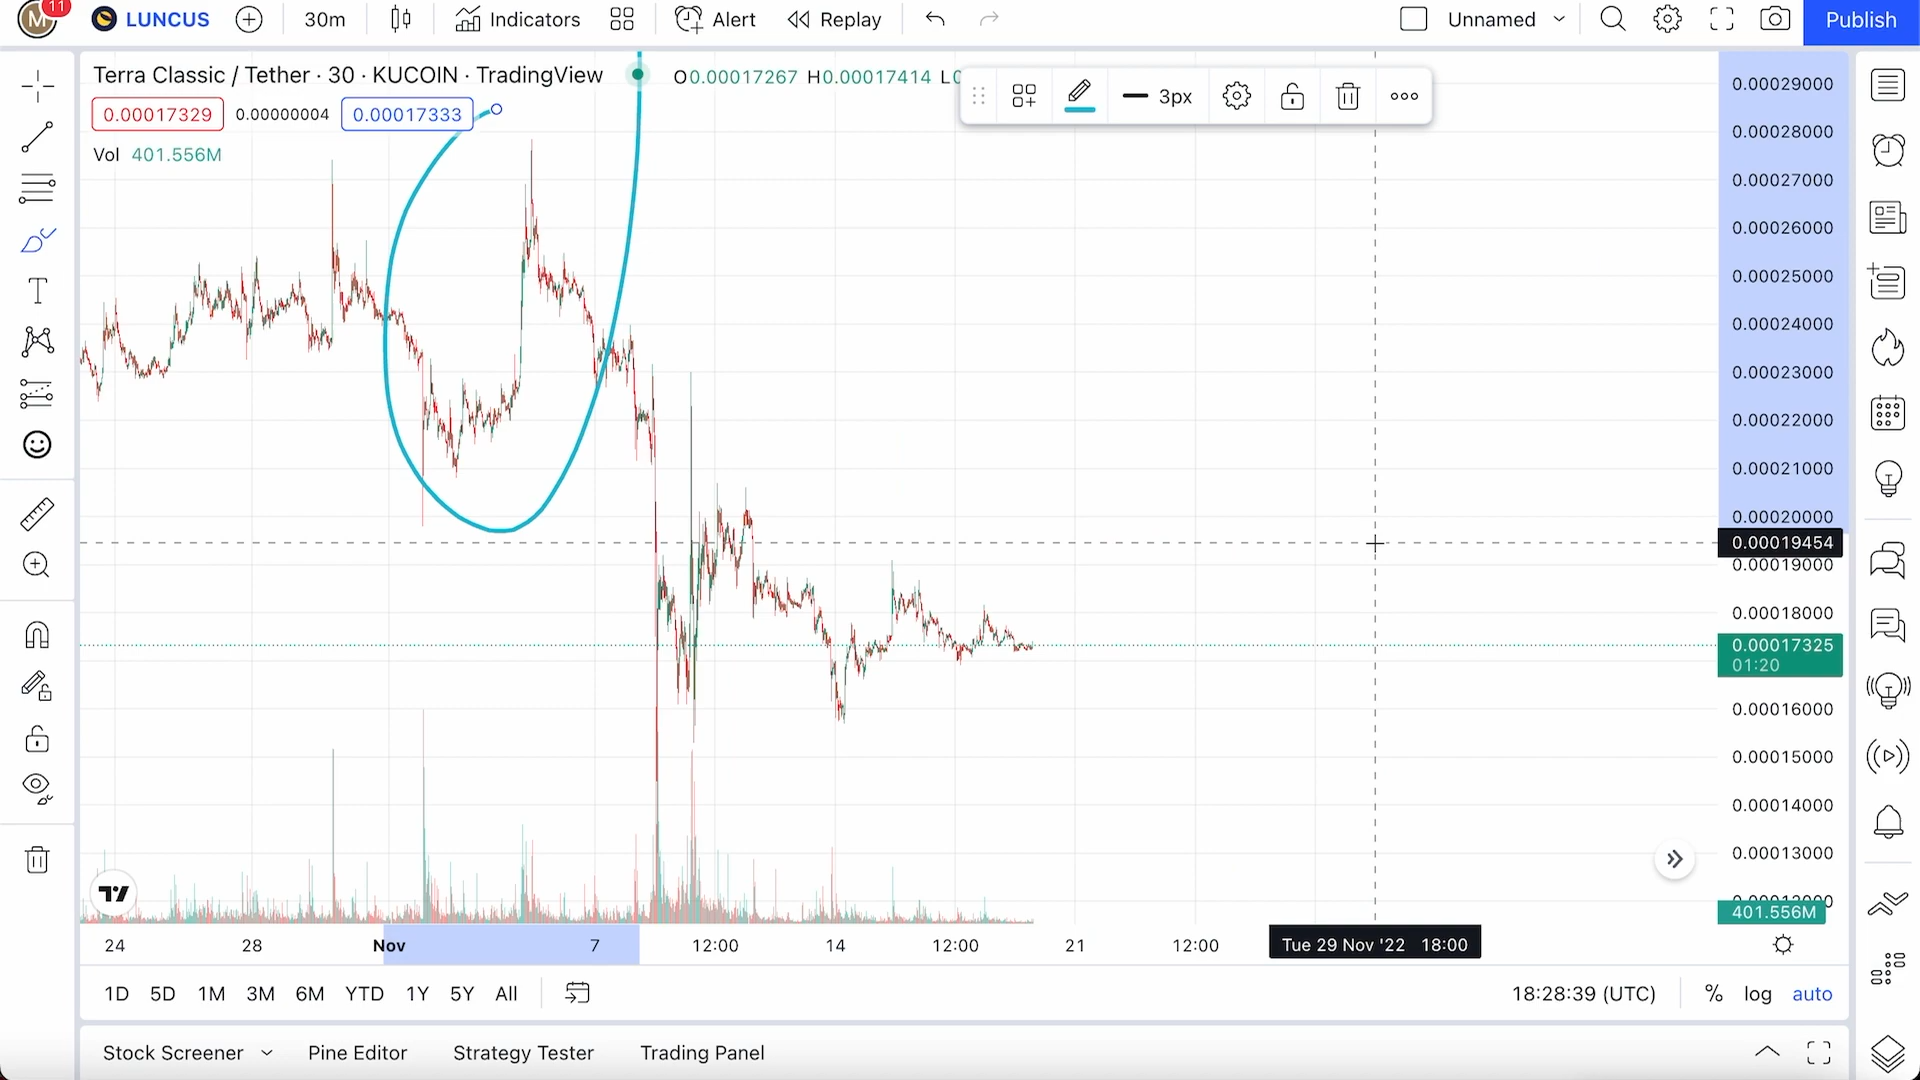 M 11 LUNCUS 30m Indicators Alert Replay Unnamed Publish
Terra Classic / Tether · 30 · KUCOIN · TradingView O0.00017267 H0.00017414 L0
0.00017329 0.00000004 0.00017333
3px
Vol 401.556M
0.00029000
0.00028000
0.00027000
0.00026000
0.00025000
0.00024000
0.00023000
0.00022000
0.00021000
0.00020000
0.00019454
0.00019000
0.00018000
0.00017325
01:20
0.00016000
0.00015000
0.00014000
0.00013000
401.556M
24 28 Nov 7 12:00 14 12:00 21 12:00 Tue 29 Nov '22 18:00
1D 5D 1M 3M 6M YTD 1Y 5Y All 18:28:39 (UTC) % log auto
Stock Screener Pine Editor Strategy Tester Trading Panel